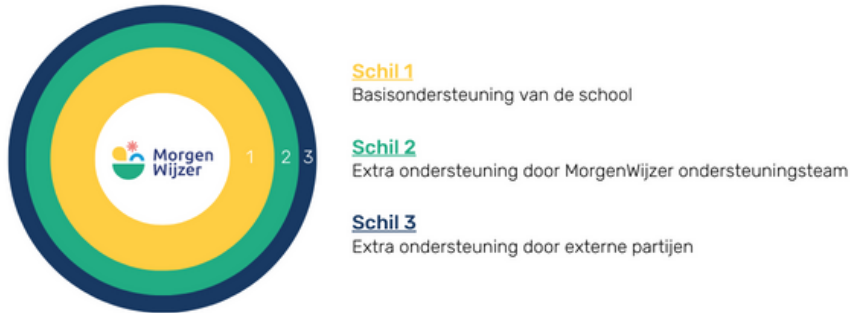 Morgen
Wijzer
1 2 3
Schil 1
Basisondersteuning van de school
Schil 2
Extra ondersteuning door MorgenWijzer ondersteuningsteam
Schil 3
Extra ondersteuning door externe partijen